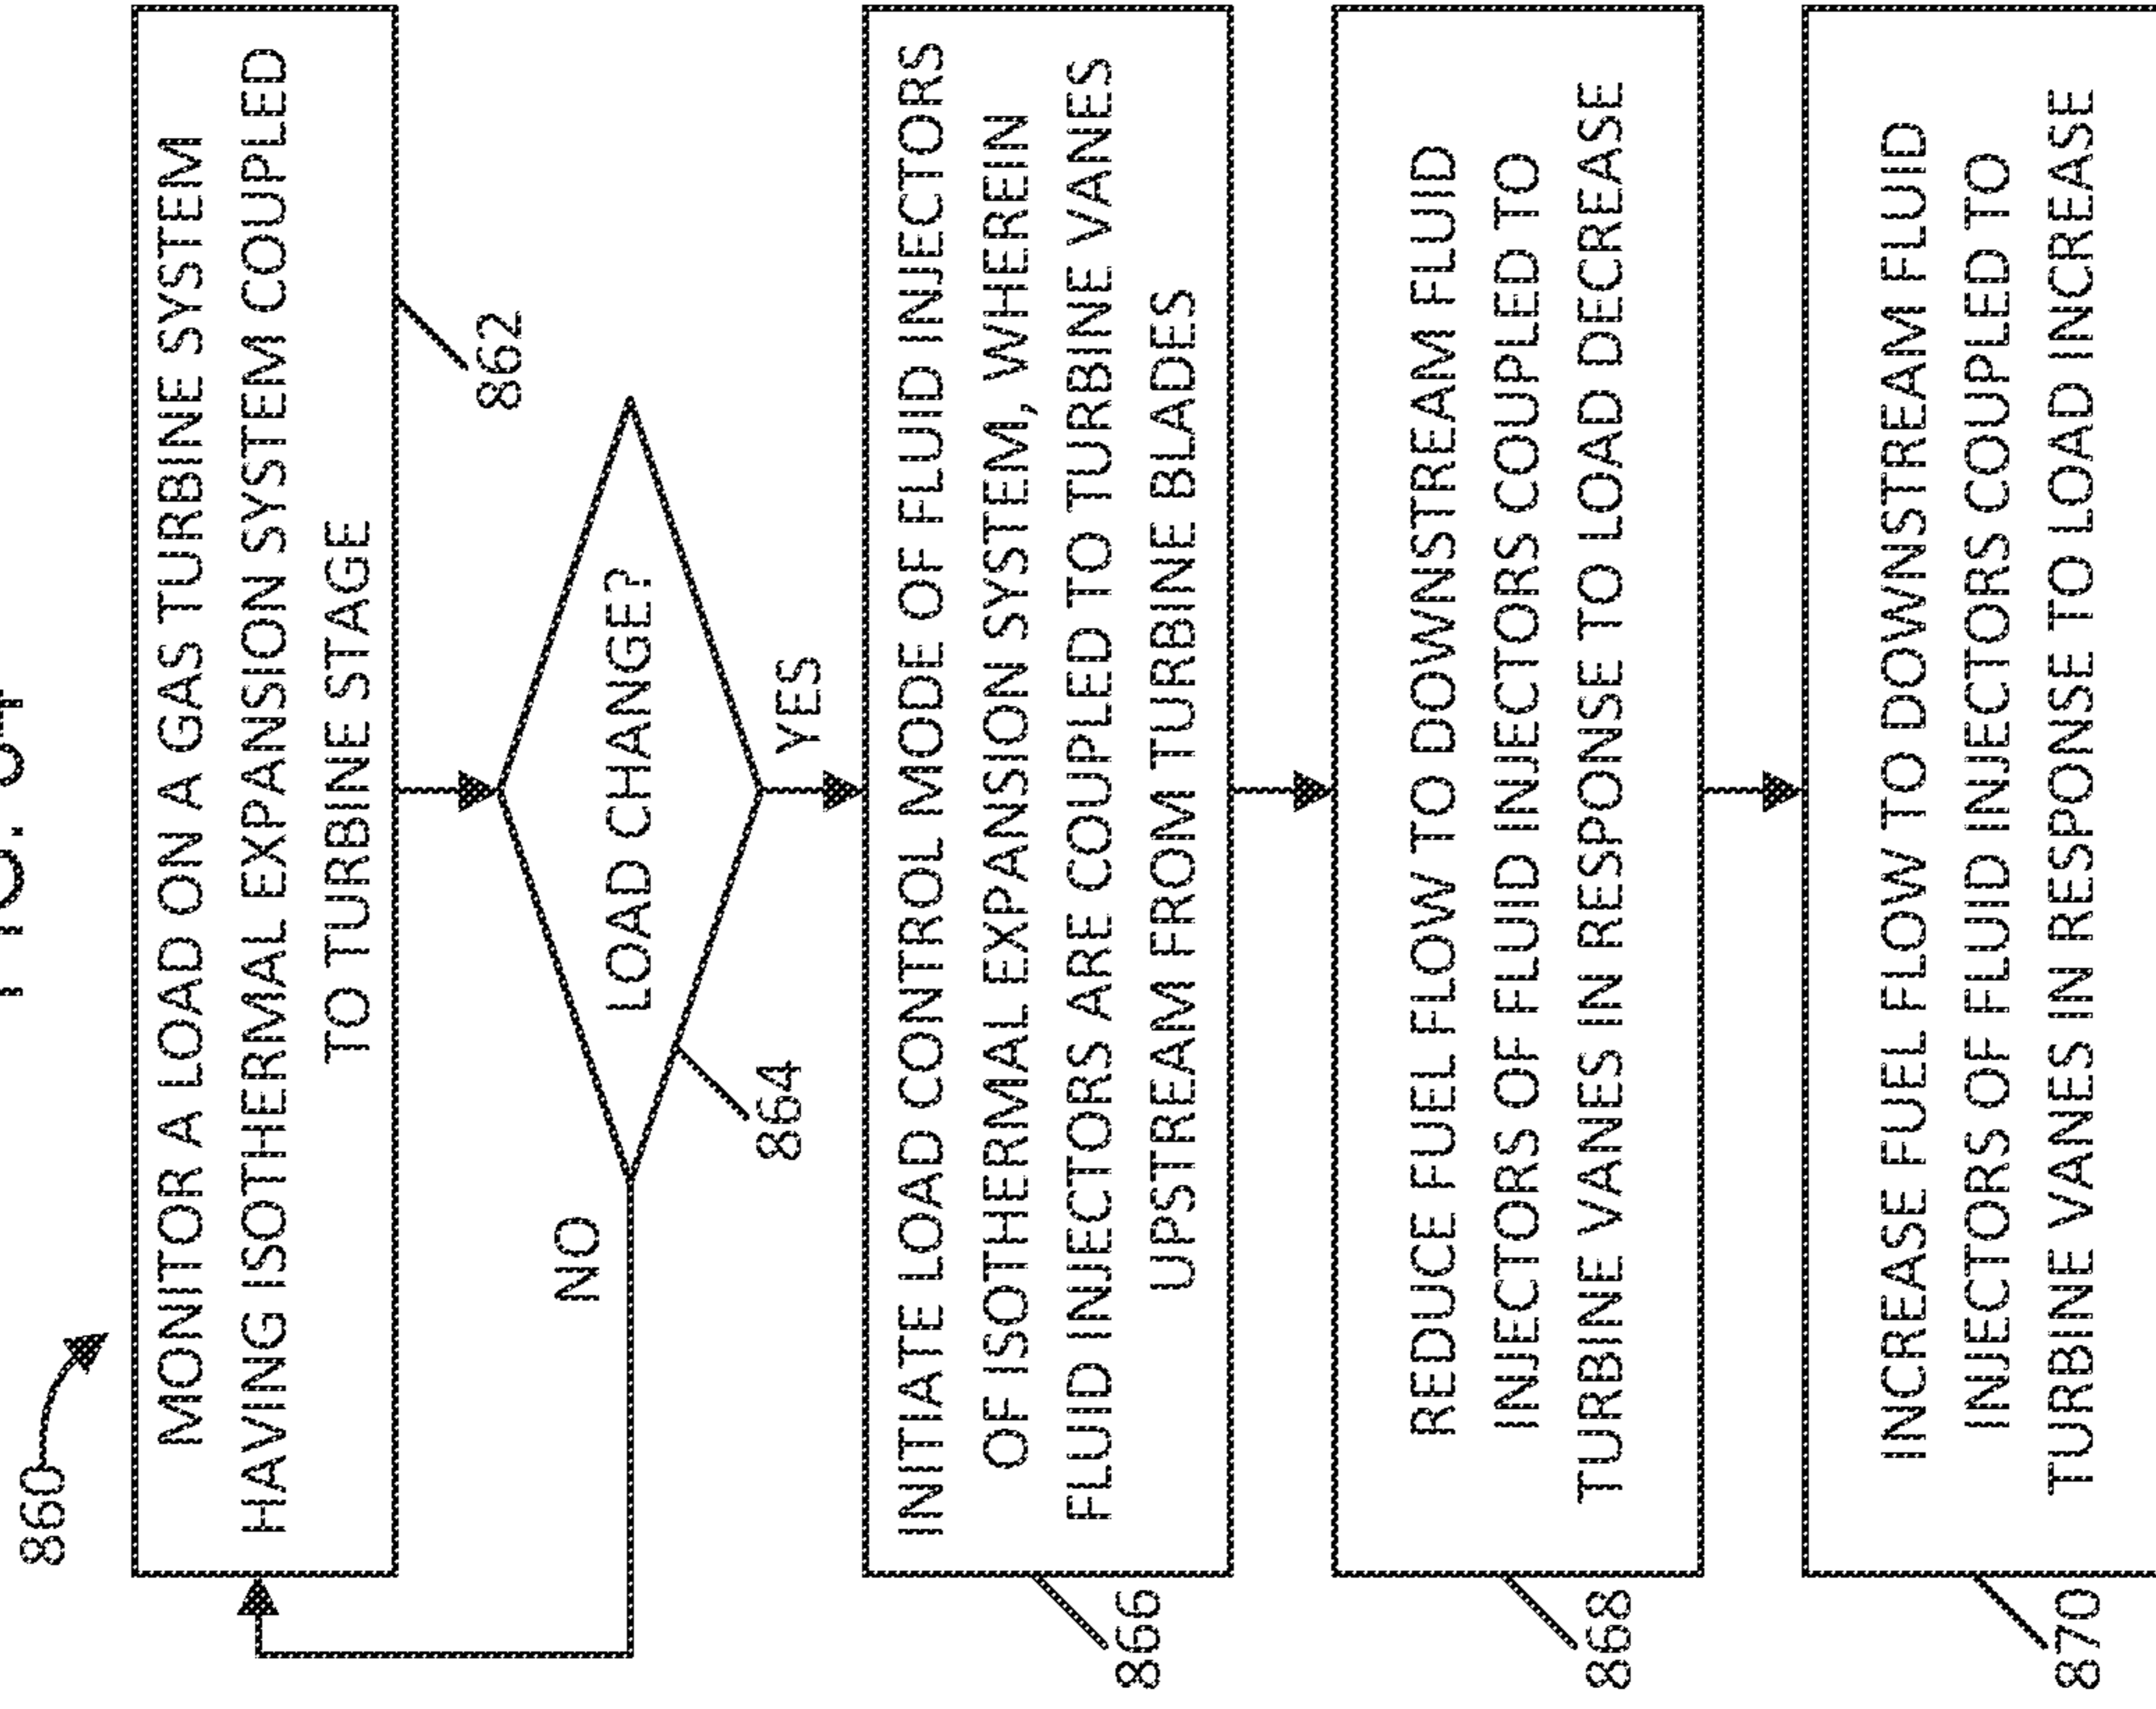 860
MONITOR A LOAD ON A GAS TURBINE SYSTEM
HAVING ISOTHERMAL EXPANSION SYSTEM COUPLED
TO TURBINE STAGE
862
LOAD CHANGE?
NO
864
YES
INITIATE LOAD CONTROL MODE OF FLUID INJECTORS
OF ISOTHERMAL EXPANSION SYSTEM, WHEREIN
FLUID INJECTORS ARE COUPLED TO TURBINE VANES
UPSTREAM FROM TURBINE BLADES
866
REDUCE FUEL FLOW TO DOWNSTREAM FLUID
INJECTORS OF FLUID INJECTORS COUPLED TO
TURBINE VANES IN RESPONSE TO LOAD DECREASE
868
INCREASE FUEL FLOW TO DOWNSTREAM FLUID
INJECTORS OF FLUID INJECTORS COUPLED TO
TURBINE VANES IN RESPONSE TO LOAD INCREASE
870